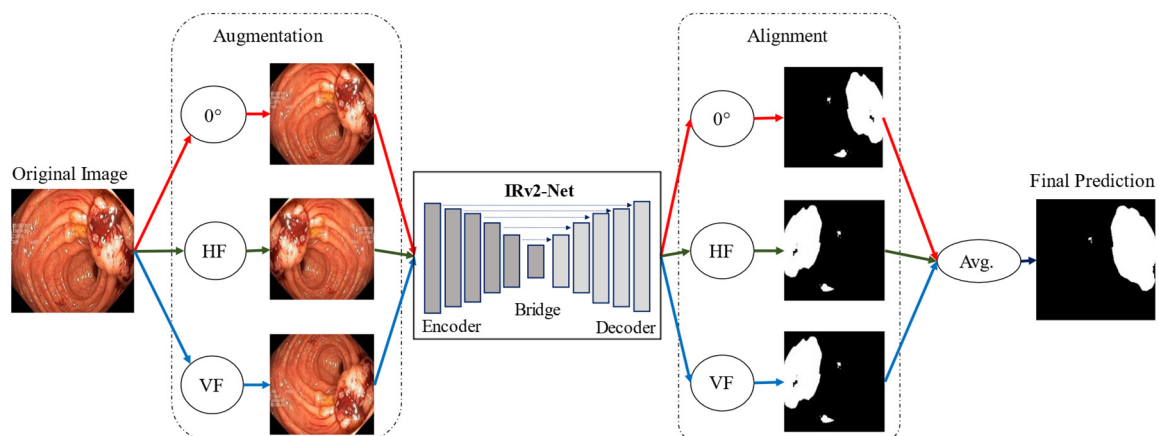 Augmentation
Alignment
0°
0°
Original Image
IRv2-Net
Final Prediction
HF
HF
Avg.
Bridge
Encoder
Decoder
VF
VF